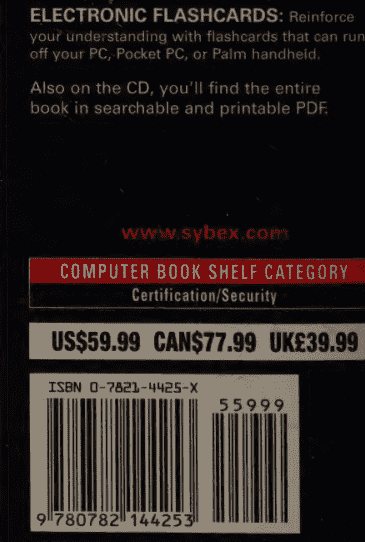 ELECTRONIC FLASHCARDS: Reinforce
your understanding with flashcards that can run
off your PC, Pocket PC, or Palm handheld.
Also on the CD, you'll find the entire
book in searchable and printable PDF.
www.sybex.com
COMPUTER BOOK SHELF CATEGORY
Certification/Security
US$59.99 CAN$77.99 UK£39.99
ISBN 0-7821-4425-X
55999
9 780782 144253